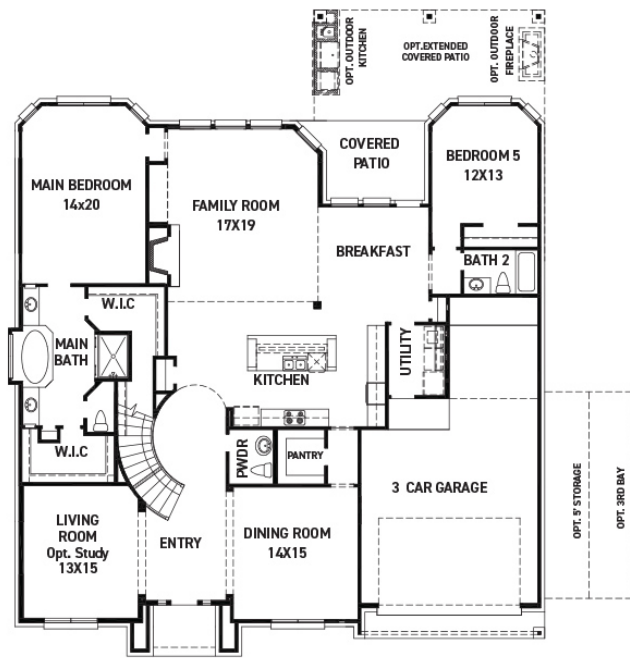 OPT. OUTDOOR
KITCHEN
OPT.EXTENDED
COVERED PATIO
OPT. OUTDOOR
FIREPLACE
COVERED
PATIO
BEDROOM 5
12X13
MAIN BEDROOM
14x20
FAMILY ROOM
17X19
BREAKFAST
BATH 2
W.I.C
MAIN
BATH
UTILITY
KITCHEN
W.I.C
PWDR
PANTRY
3 CAR GARAGE
OPT. 5' STORAGE
OPT. 3RD BAY
LIVING
ROOM
Opt. Study
13X15
ENTRY
DINING ROOM
14X15